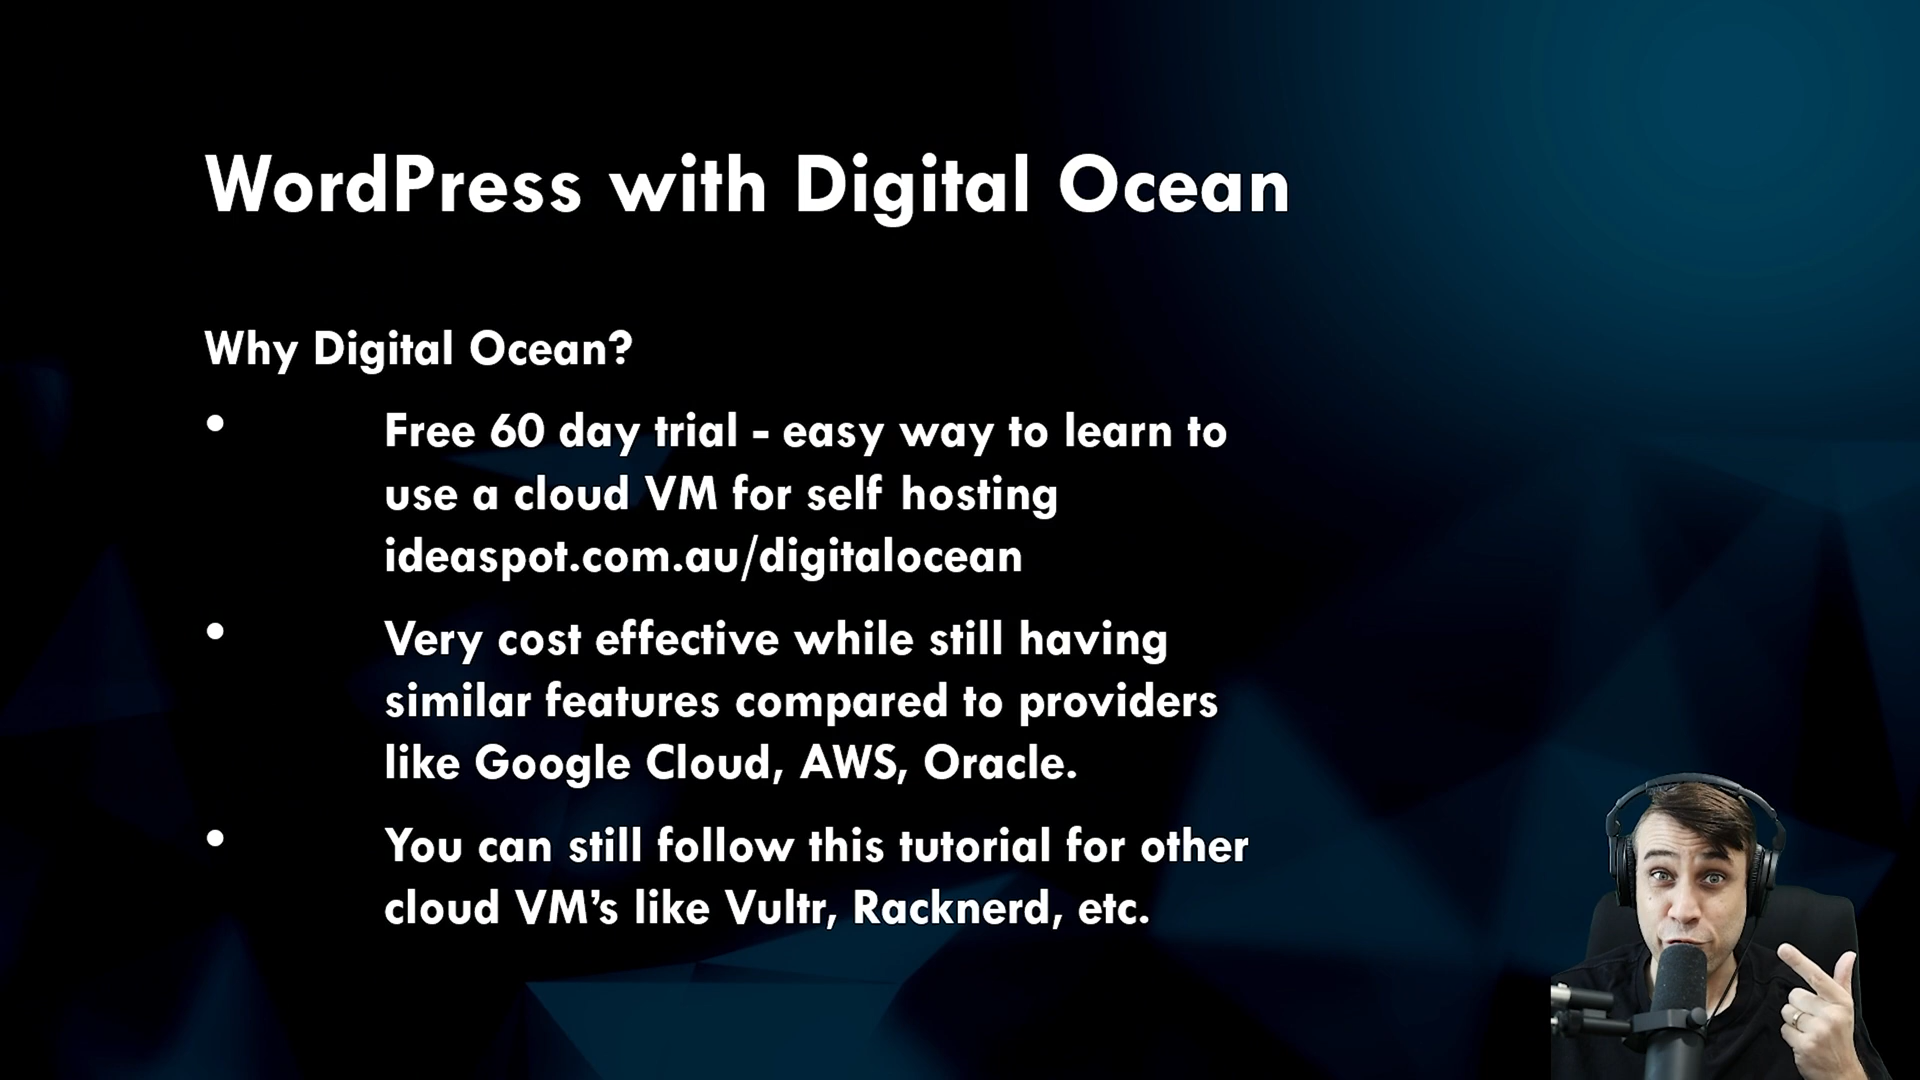 WordPress with Digital Ocean
Why Digital Ocean?
• Free 60 day trial - easy way to learn to
use a cloud VM for self hosting
ideaspot.com.au/digitalocean
• Very cost effective while still having
similar features compared to providers
like Google Cloud, AWS, Oracle.
• You can still follow this tutorial for other
cloud VM’s like Vultr, Racknerd, etc.